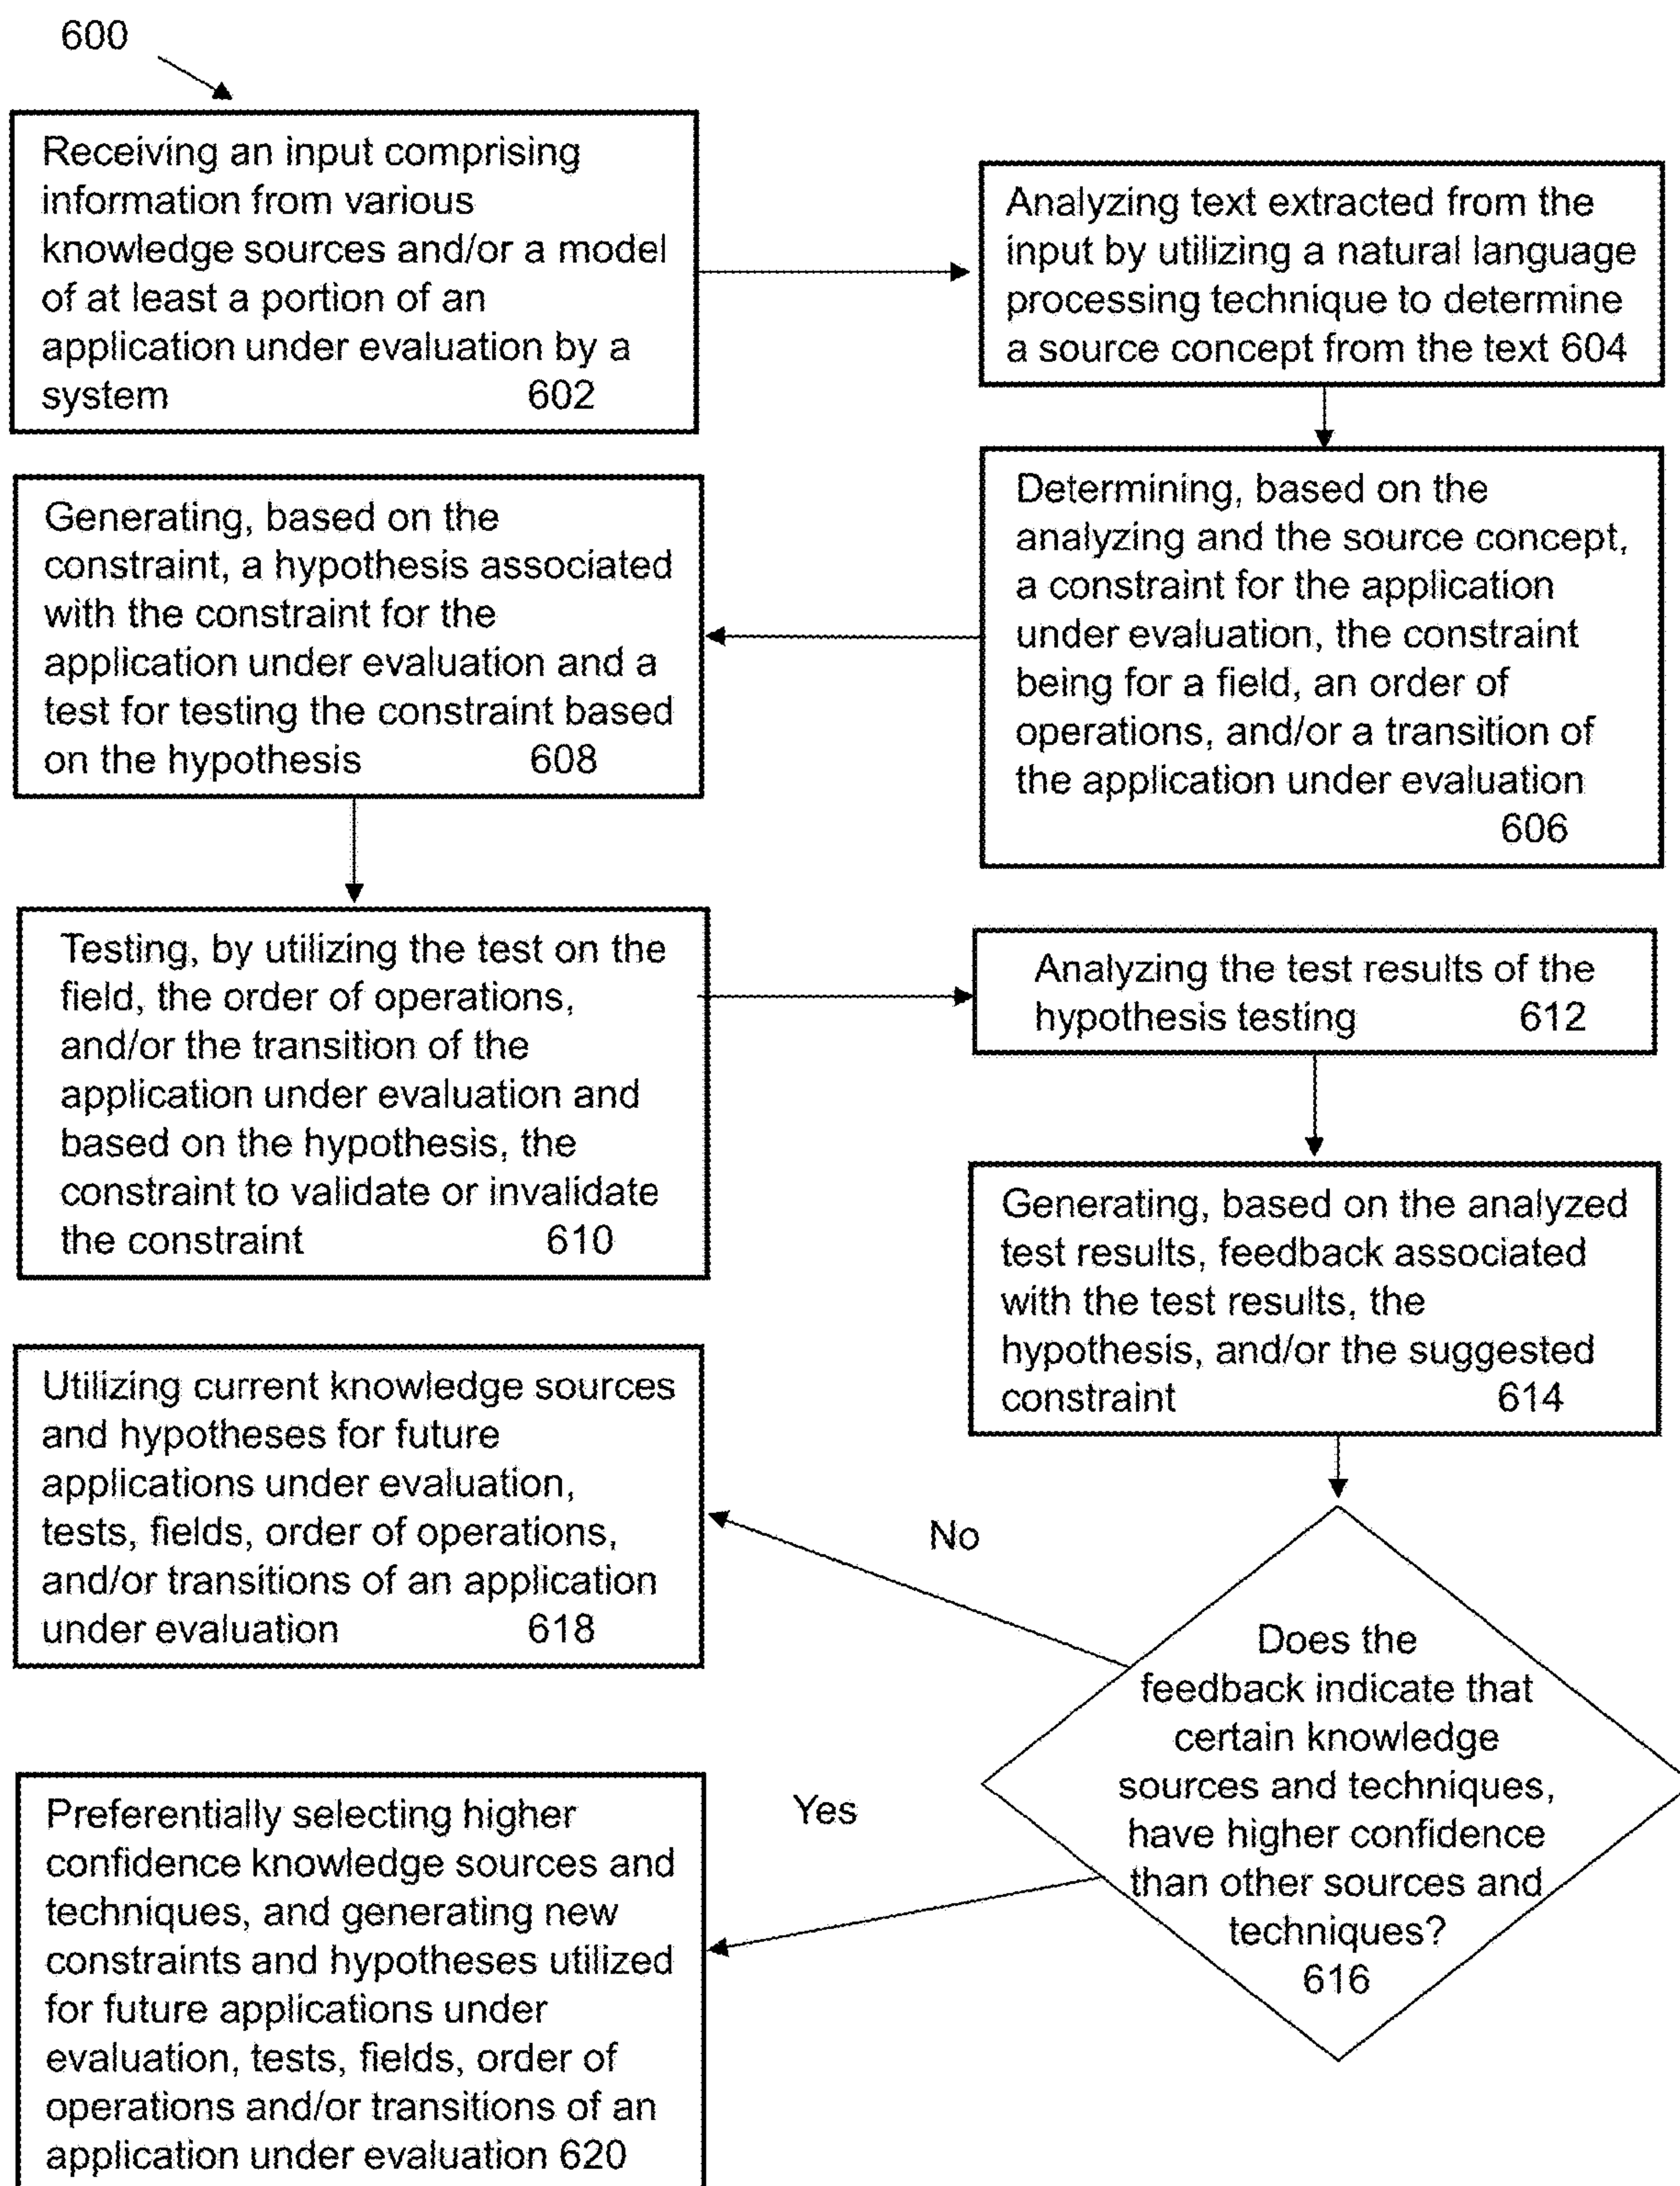 600
Receiving an input comprising
information from various
knowledge sources and/or a model
of at least a portion of an
application under evaluation by a
system 602
Analyzing text extracted from the
input by utilizing a natural language
processing technique to determine
a source concept from the text 604
Determining, based on the
analyzing and the source concept,
a constraint for the application
under evaluation, the constraint
being for a field, an order of
operations, and/or a transition of
the application under evaluation
606
Generating, based on the
constraint, a hypothesis associated
with the constraint for the
application under evaluation and a
test for testing the constraint based
on the hypothesis 608
Testing, by utilizing the test on the
field, the order of operations,
and/or the transition of the
application under evaluation and
based on the hypothesis, the
constraint to validate or invalidate
the constraint 610
Analyzing the test results of the
hypothesis testing 612
Generating, based on the analyzed
test results, feedback associated
with the test results, the
hypothesis, and/or the suggested
constraint 614
Does the
feedback indicate that
certain knowledge
sources and techniques,
have higher confidence
than other sources and
techniques?
616
No
Utilizing current knowledge sources
and hypotheses for future
applications under evaluation,
tests, fields, order of operations,
and/or transitions of an application
under evaluation 618
Yes
Preferentially selecting higher
confidence knowledge sources and
techniques, and generating new
constraints and hypotheses utilized
for future applications under
evaluation, tests, fields, order of
operations and/or transitions of an
application under evaluation 620